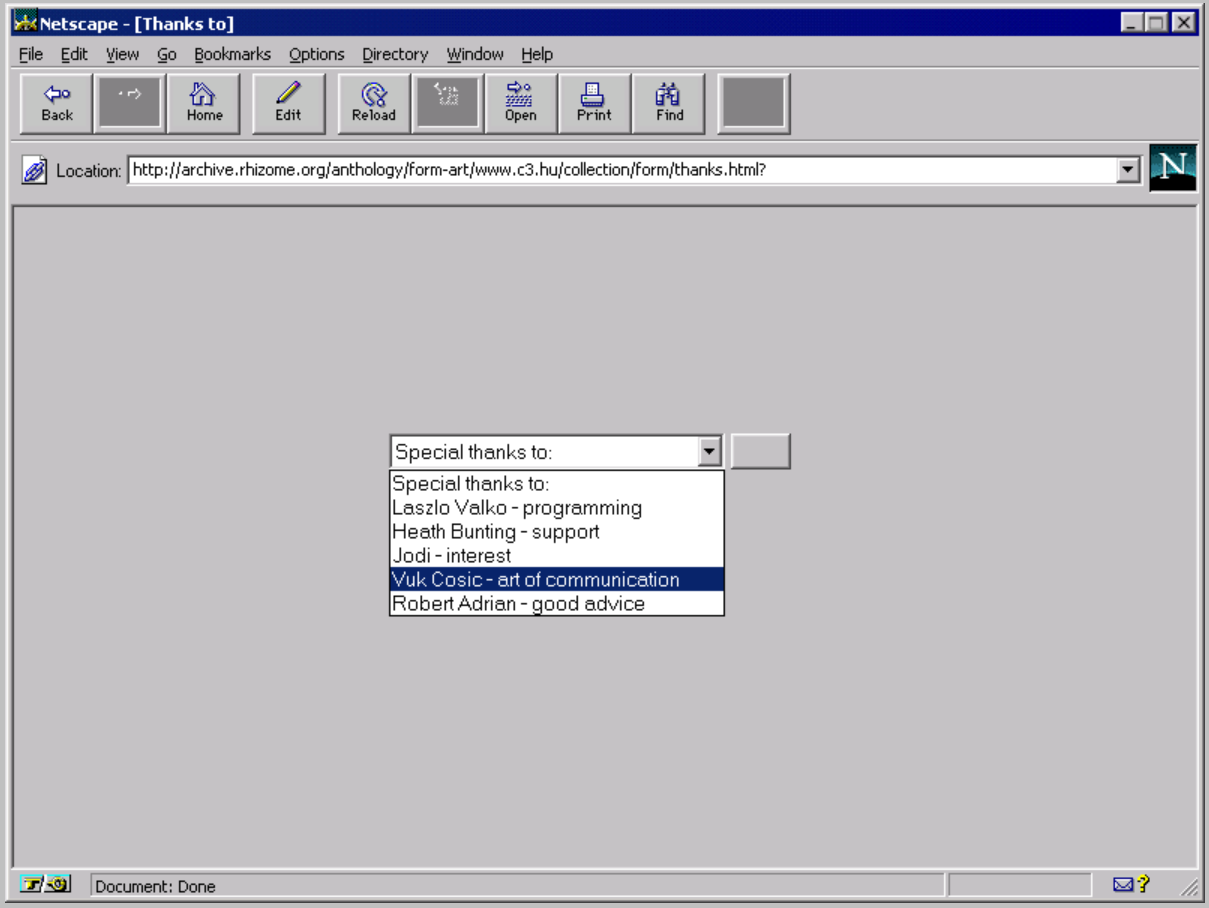 Netscape - [Thanks to]
File Edit View Go Bookmarks Options Directory Window Help
Back Home Edit Reload Open Print Find
Location: http://archive.rhizome.org/anthology/form-art/www.c3.hu/collection/form/thanks.html?
N
Special thanks to:
Special thanks to:
Laszlo Valko - programming
Heath Bunting - support
Jodi - interest
Vuk Cosic - art of communication
Robert Adrian - good advice
Document: Done